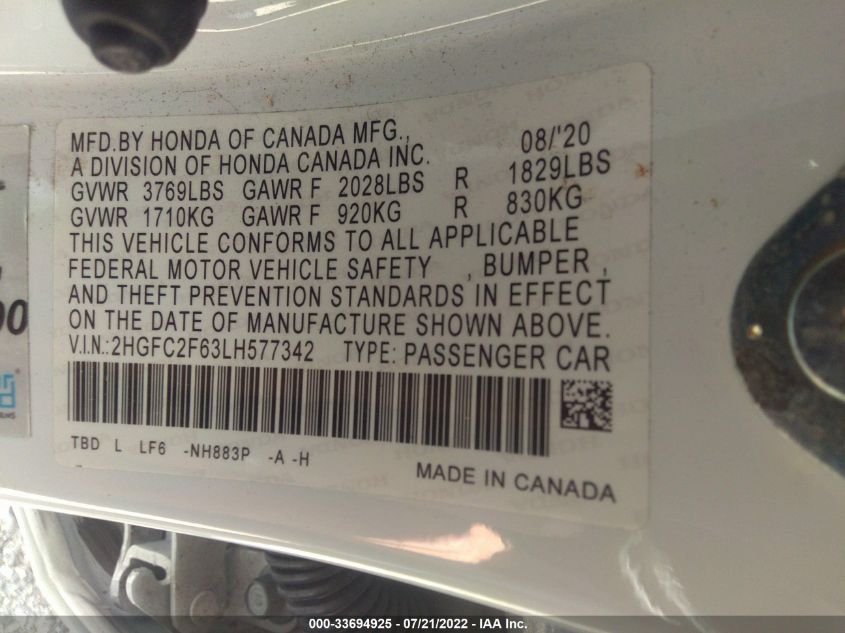 MFD.BY HONDA OF CANADA MFG., 08/'20
A DIVISION OF HONDA CANADA INC.
GVWR 3769LBS GAWR F 2028LBS R 1829LBS
GVWR 1710KG GAWR F 920KG R 830KG
THIS VEHICLE CONFORMS TO ALL APPLICABLE
FEDERAL MOTOR VEHICLE SAFETY , BUMPER ,
AND THEFT PREVENTION STANDARDS IN EFFECT
ON THE DATE OF MANUFACTURE SHOWN ABOVE.
V.I.N.:2HGFC2F63LH577342 TYPE: PASSENGER CAR
TBD L LF6 -NH883P -A -H
MADE IN CANADA
000-33694925 / 07/21/2022 - IAA Inc.